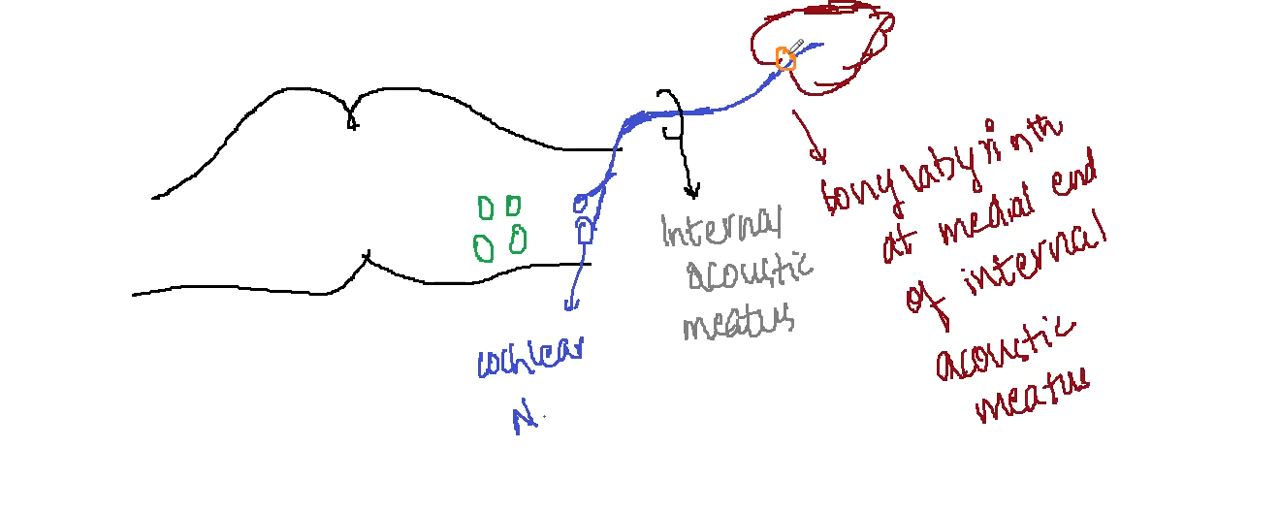 Internal
acoustic
meatus
bony labyrinth
at medial end
of internal
acoustic
meatus
cochlear
N.